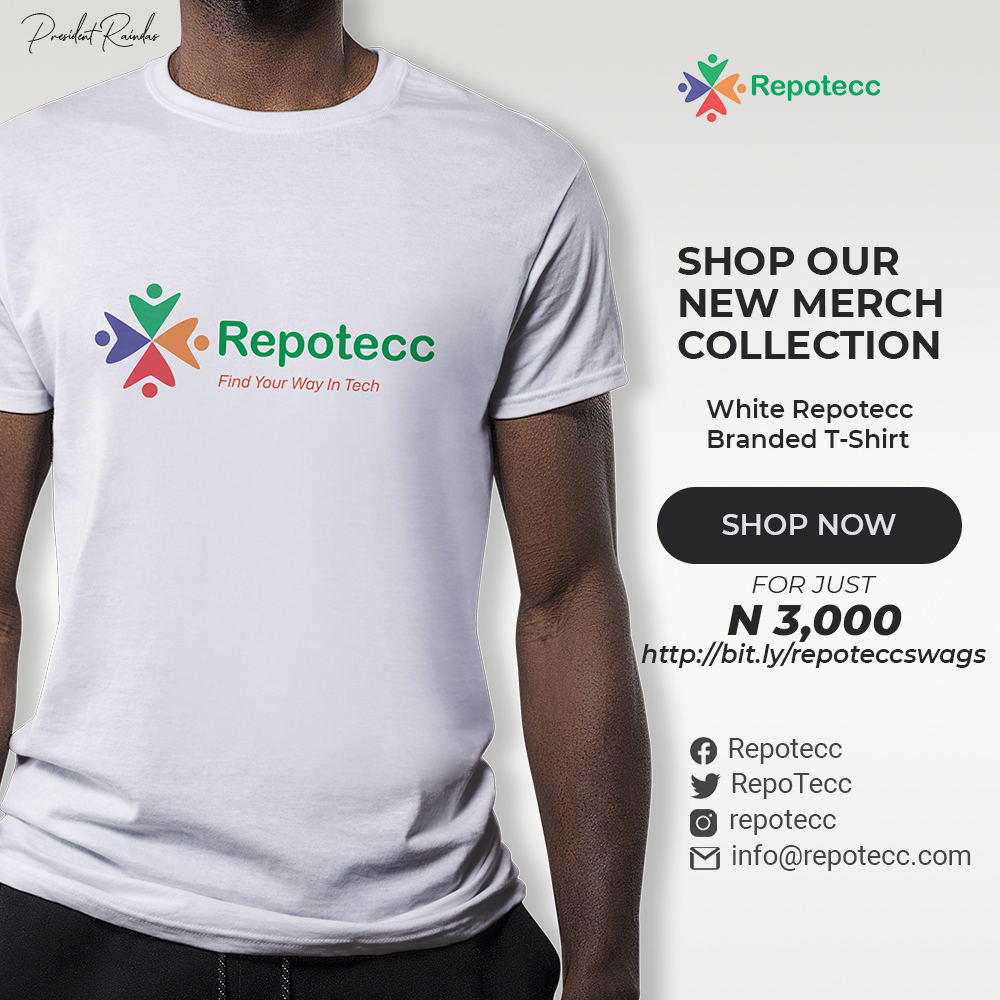 President Raindas
Repotecc
SHOP OUR
NEW MERCH
COLLECTION
Repotecc
Find Your Way In Tech
White Repotecc
Branded T-Shirt
SHOP NOW
FOR JUST
N 3,000
http://bit.ly/repoteccswags
Repotecc
RepoTecc
repotecc
info@repotecc.com